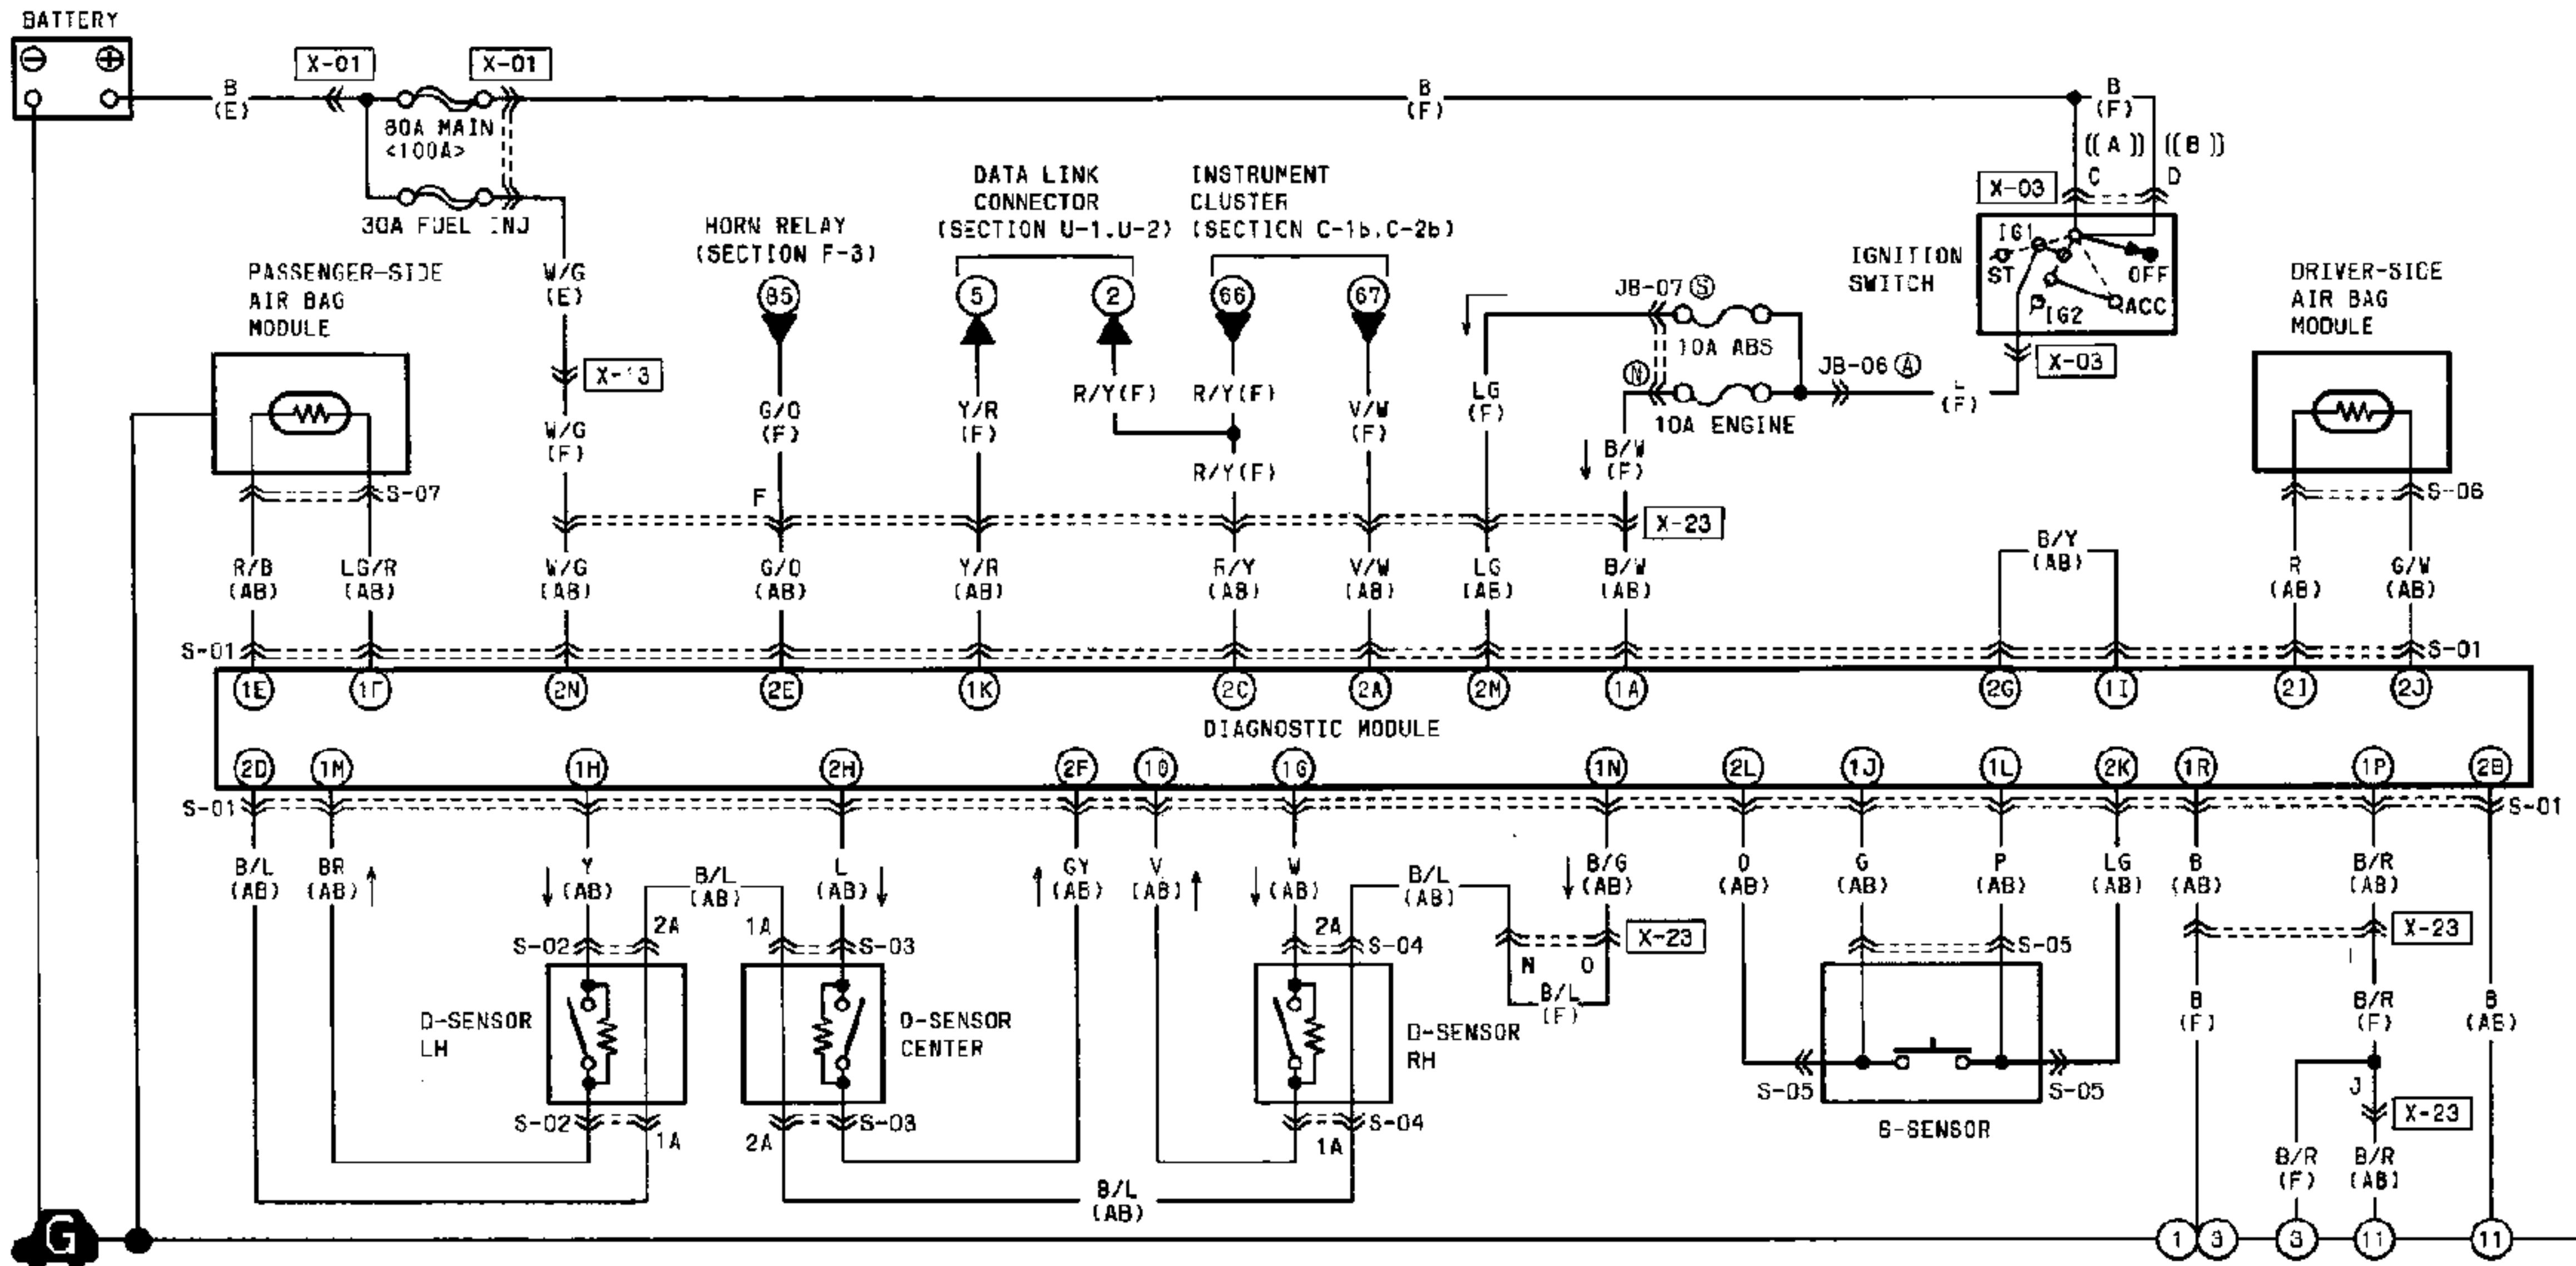 BATTERY
X-01
X-01
B
(E)
80A MAIN
<100A>
30A FUEL INJ
B
(F)
B
(F)
((A))
((B))
C
D
X-03
DATA LINK
CONNECTOR
(SECTION U-1.U-2)
INSTRUMENT
CLUSTER
(SECTION C-1b.C-2b)
HORN RELAY
(SECTION F-3)
IGNITION
SWITCH
IG1
ST
OFF
IG2
ACC
X-03
PASSENGER-SIDE
AIR BAG
MODULE
DRIVER-SIDE
AIR BAG
MODULE
W/G
(E)
X-13
W/G
(F)
85
5
2
66
67
JB-07 S
10A ABS
N
10A ENGINE
JB-06 A
L
(F)
G/O
(F)
Y/R
(F)
R/Y(F)
R/Y(F)
R/Y(F)
V/W
(F)
LG
(F)
B/W
(F)
S-07
F
X-23
S-06
R/B
(AB)
LG/R
(AB)
W/G
(AB)
G/O
(AB)
Y/R
(AB)
R/Y
(AB)
V/W
(AB)
LG
(AB)
B/W
(AB)
B/Y
(AB)
R
(AB)
G/W
(AB)
S-01
S-01
1E
1F
2N
2E
1K
2C
2A
2M
1A
2G
1I
2I
2J
DIAGNOSTIC MODULE
2D
1M
1H
2H
2F
1O
1G
1N
2L
1J
1L
2K
1R
1P
2B
S-01
S-01
B/L
(AB)
BR
(AB)
Y
(AB)
B/L
(AB)
L
(AB)
GY
(AB)
V
(AB)
W
(AB)
B/L
(AB)
B/G
(AB)
O
(AB)
G
(AB)
P
(AB)
LG
(AB)
B
(AB)
B/R
(AB)
S-02
2A
1A
S-03
2A
S-04
X-23
N
O
B/L
(F)
S-05
X-23
I
D-SENSOR
LH
D-SENSOR
CENTER
D-SENSOR
RH
B
(F)
B/R
(F)
B
(AB)
S-05
S-05
S-SENSOR
J
X-23
S-02
1A
2A
S-03
S-04
1A
B/L
(AB)
B/R
(F)
B/R
(AB)
G
1
3
3
11
11